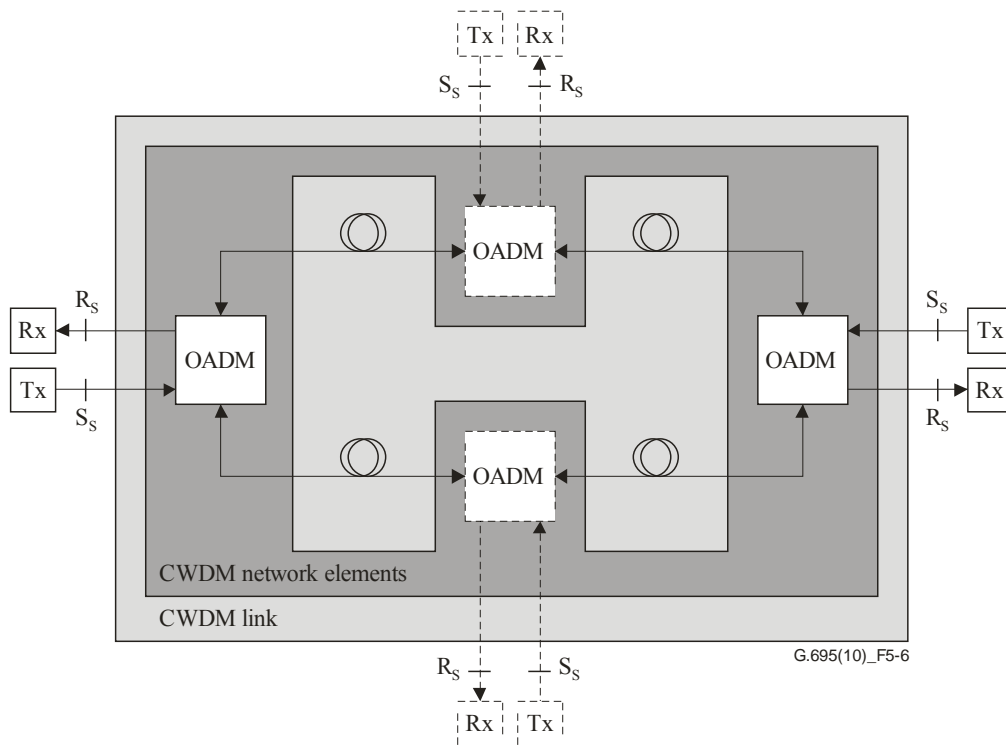 Tx
Rx
S_S
R_S
OADM
R_S
S_S
Rx
OADM
OADM
Tx
Tx
Rx
S_S
R_S
OADM
CWDM network elements
CWDM link
G.695(10)_F5-6
R_S
S_S
Rx
Tx